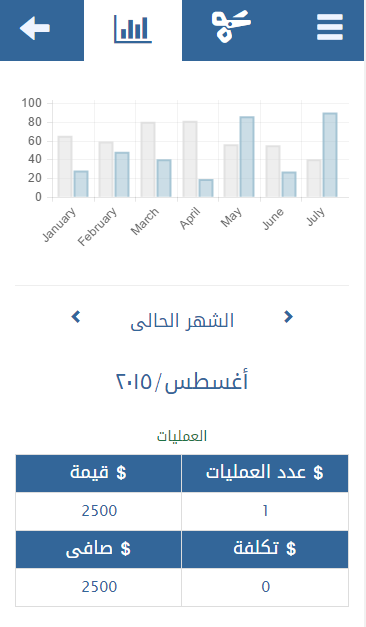 100
80
60
40
20
0
January
February
March
April
May
June
July
الشهر الحالى
أغسطس/٢٠١٥
العمليات
$ عدد العمليات
$ قيمة
1
2500
$ تكلفة
$ صافى
0
2500